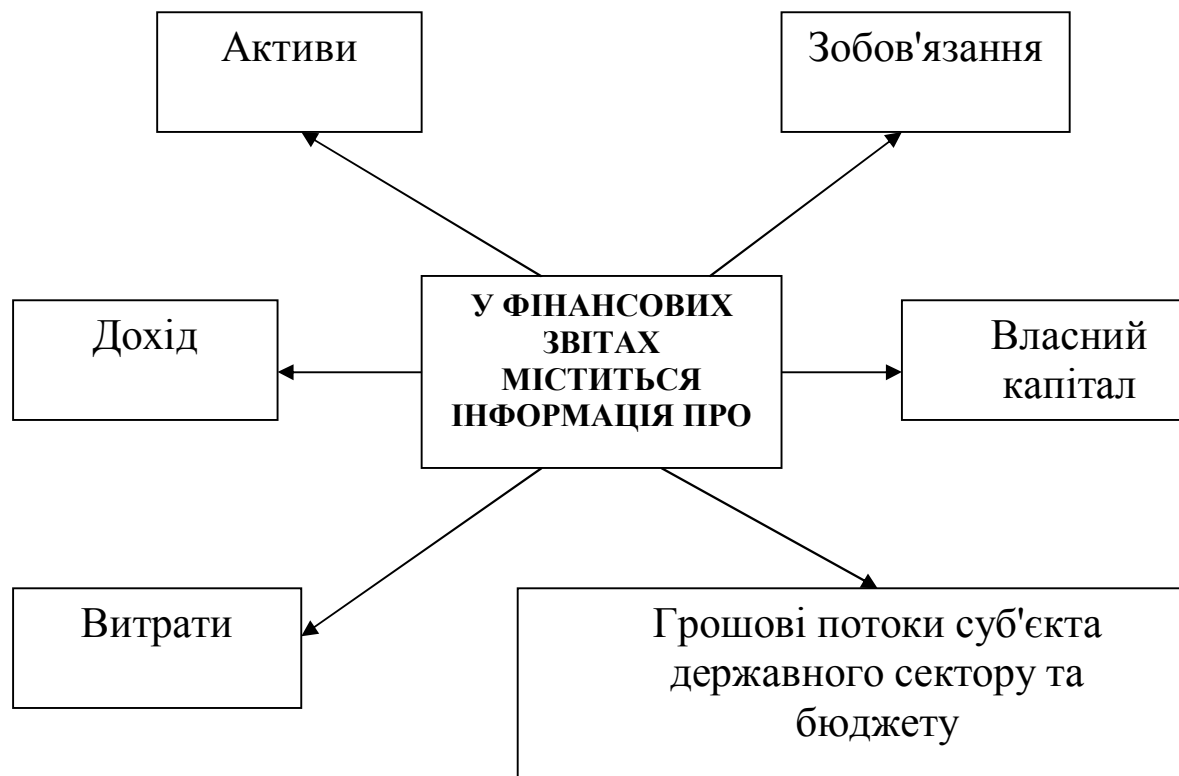 Активи
Зобов'язання
У ФІНАНСОВИХ
ЗВІТАХ
МІСТИТЬСЯ
ІНФОРМАЦІЯ ПРО
Дохід
Власний
капітал
Витрати
Грошові потоки суб'єкта
державного сектору та
бюджету